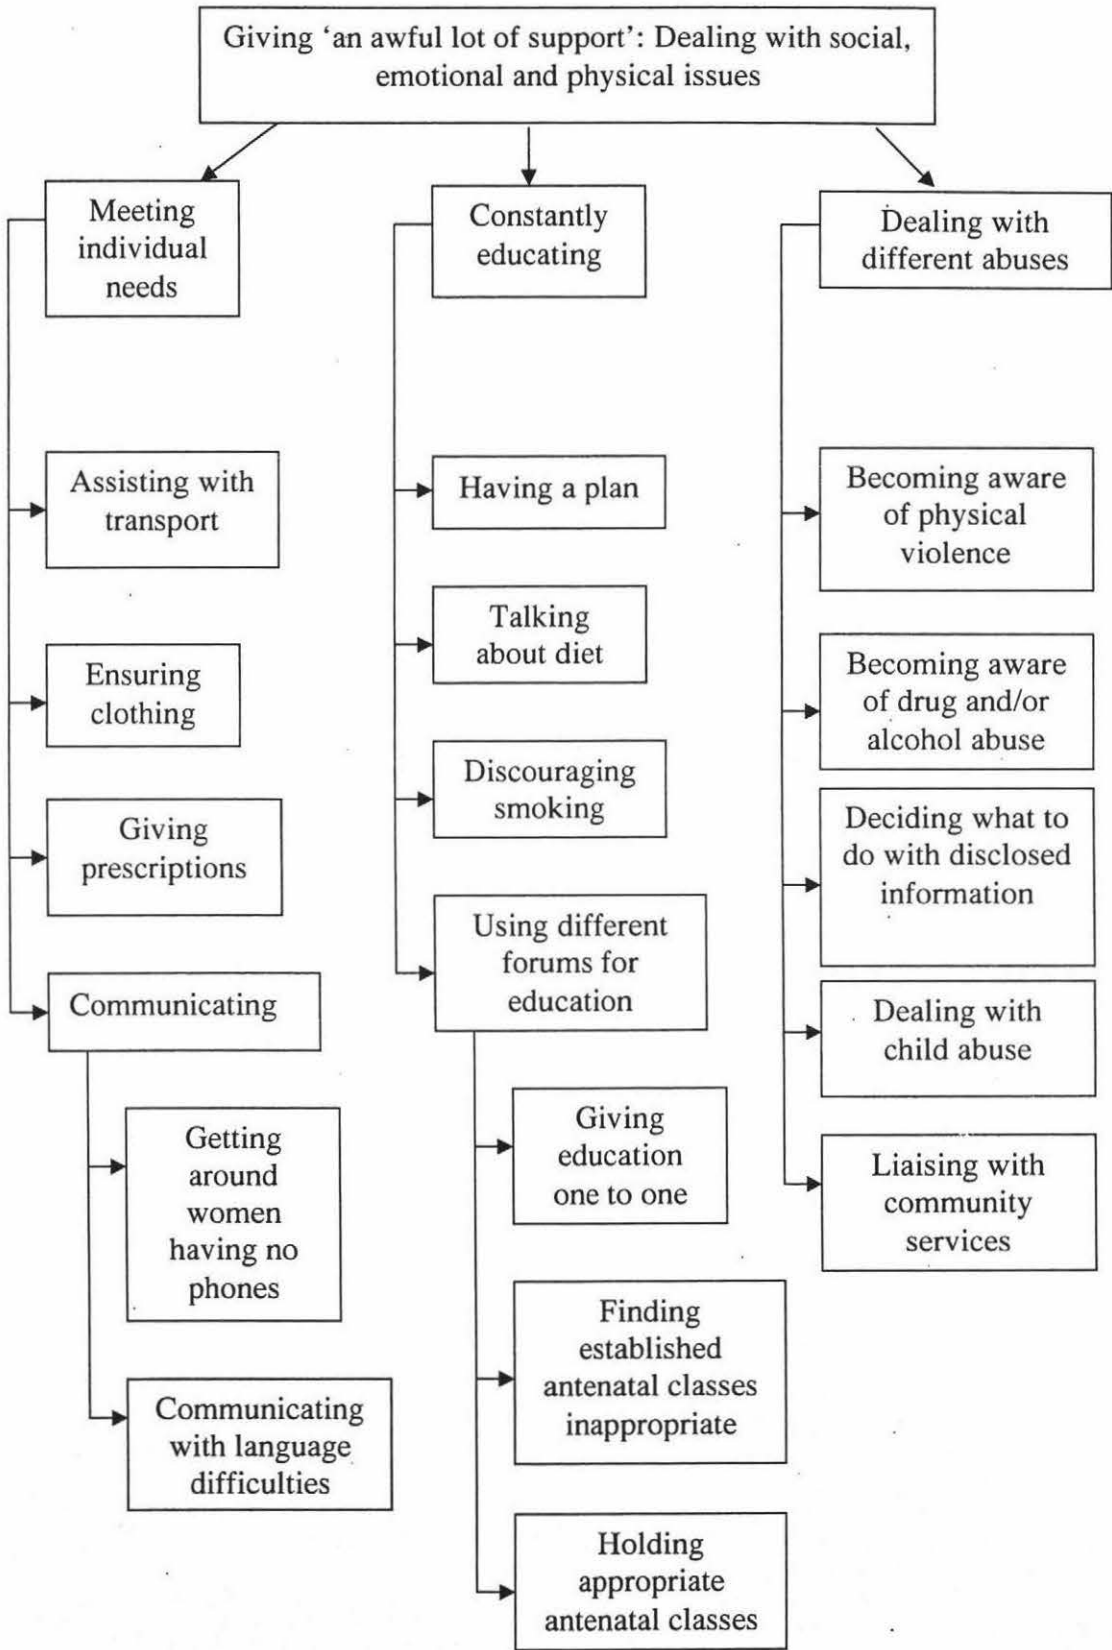 Giving ‘an awful lot of support’: Dealing with social,
emotional and physical issues
Meeting
individual
needs
Assisting with
transport
Ensuring
clothing
Giving
prescriptions
Communicating
Getting
around
women
having no
phones
Communicating
with language
difficulties
Constantly
educating
Having a plan
Talking
about diet
Discouraging
smoking
Using different
forums for
education
Giving
education
one to one
Finding
established
antenatal classes
inappropriate
Holding
appropriate
antenatal classes
Dealing with
different abuses
Becoming aware
of physical
violence
Becoming aware
of drug and/or
alcohol abuse
Deciding what to
do with disclosed
information
Dealing with
child abuse
Liaising with
community
services